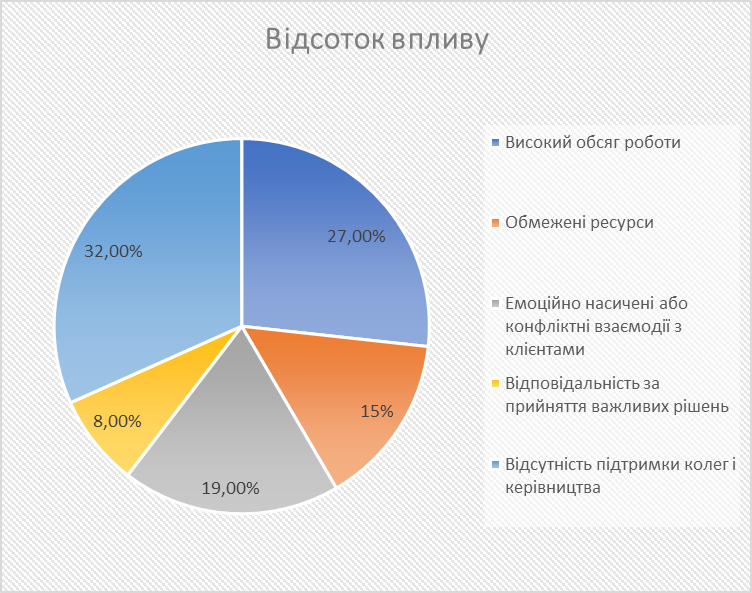 Відсоток впливу
27,00%
15%
19,00%
8,00%
32,00%
Високий обсяг роботи
Обмежені ресурси
Емоційно насичені або
конфліктні взаємодії з
клієнтами
Відповідальність за
прийняття важливих рішень
Відсутність підтримки колег і
керівництва